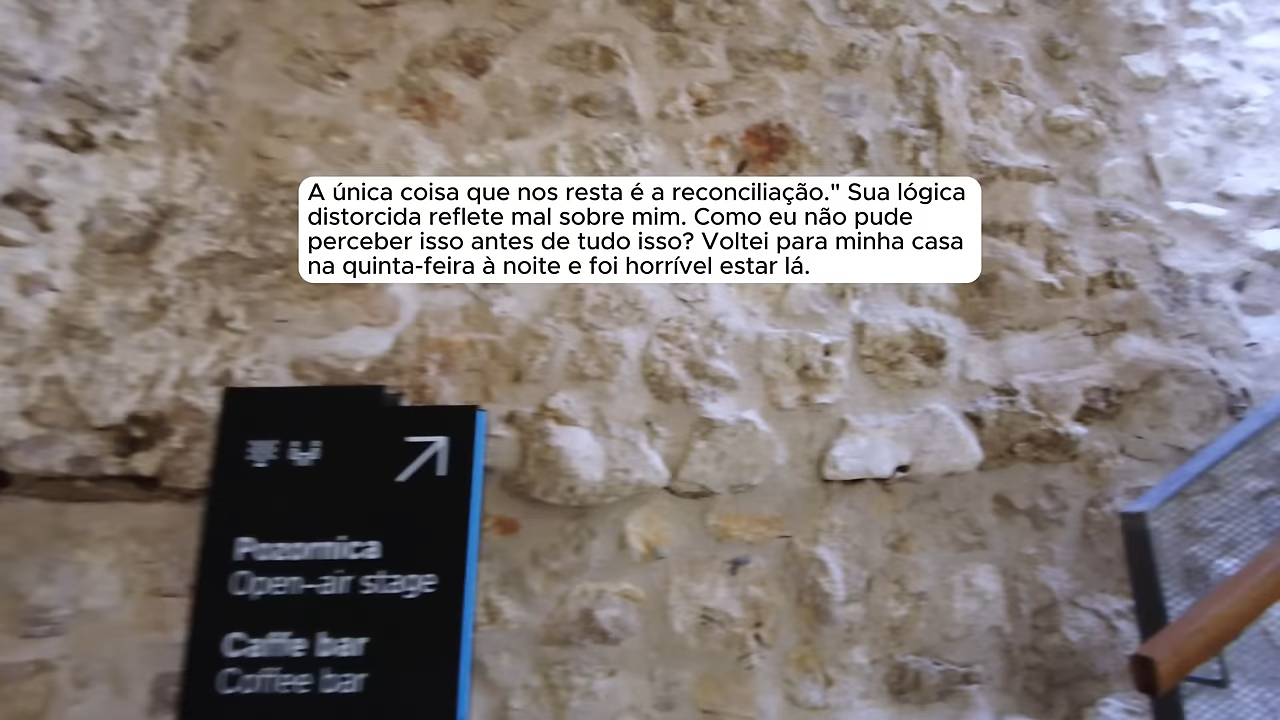 A única coisa que nos resta é a reconciliação." Sua lógica
distorcida reflete mal sobre mim. Como eu não pude
perceber isso antes de tudo isso? Voltei para minha casa
na quinta-feira à noite e foi horrível estar lá.
Pozornica
Open-air stage
Caffe bar
Coffee bar